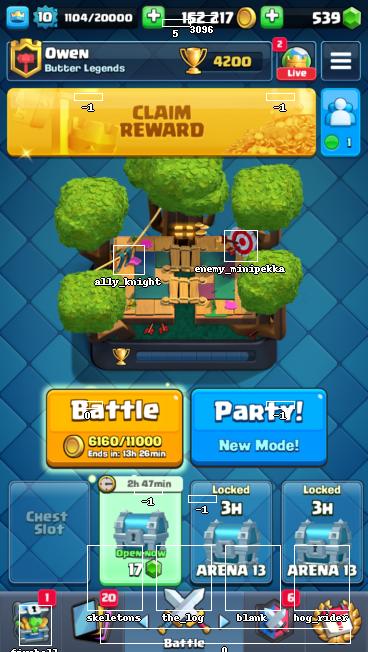 10 1104/20000 152 217 539
5 3096
Owen
Butter Legends
4200
2
Live
-1 -1
CLAIM
REWARD
1
ally_knight enemy_minipekka
Battle Party!
0 -1
6160/11000
Ends in: 13h 26min
New Mode!
2h 47min
Locked Locked
-1
-1
3H 3H
Chest
Slot
Open Now
17
ARENA 13 ARENA 13
1 20 6
skeletons the_log blank hog_rider
Battle
0
fireball